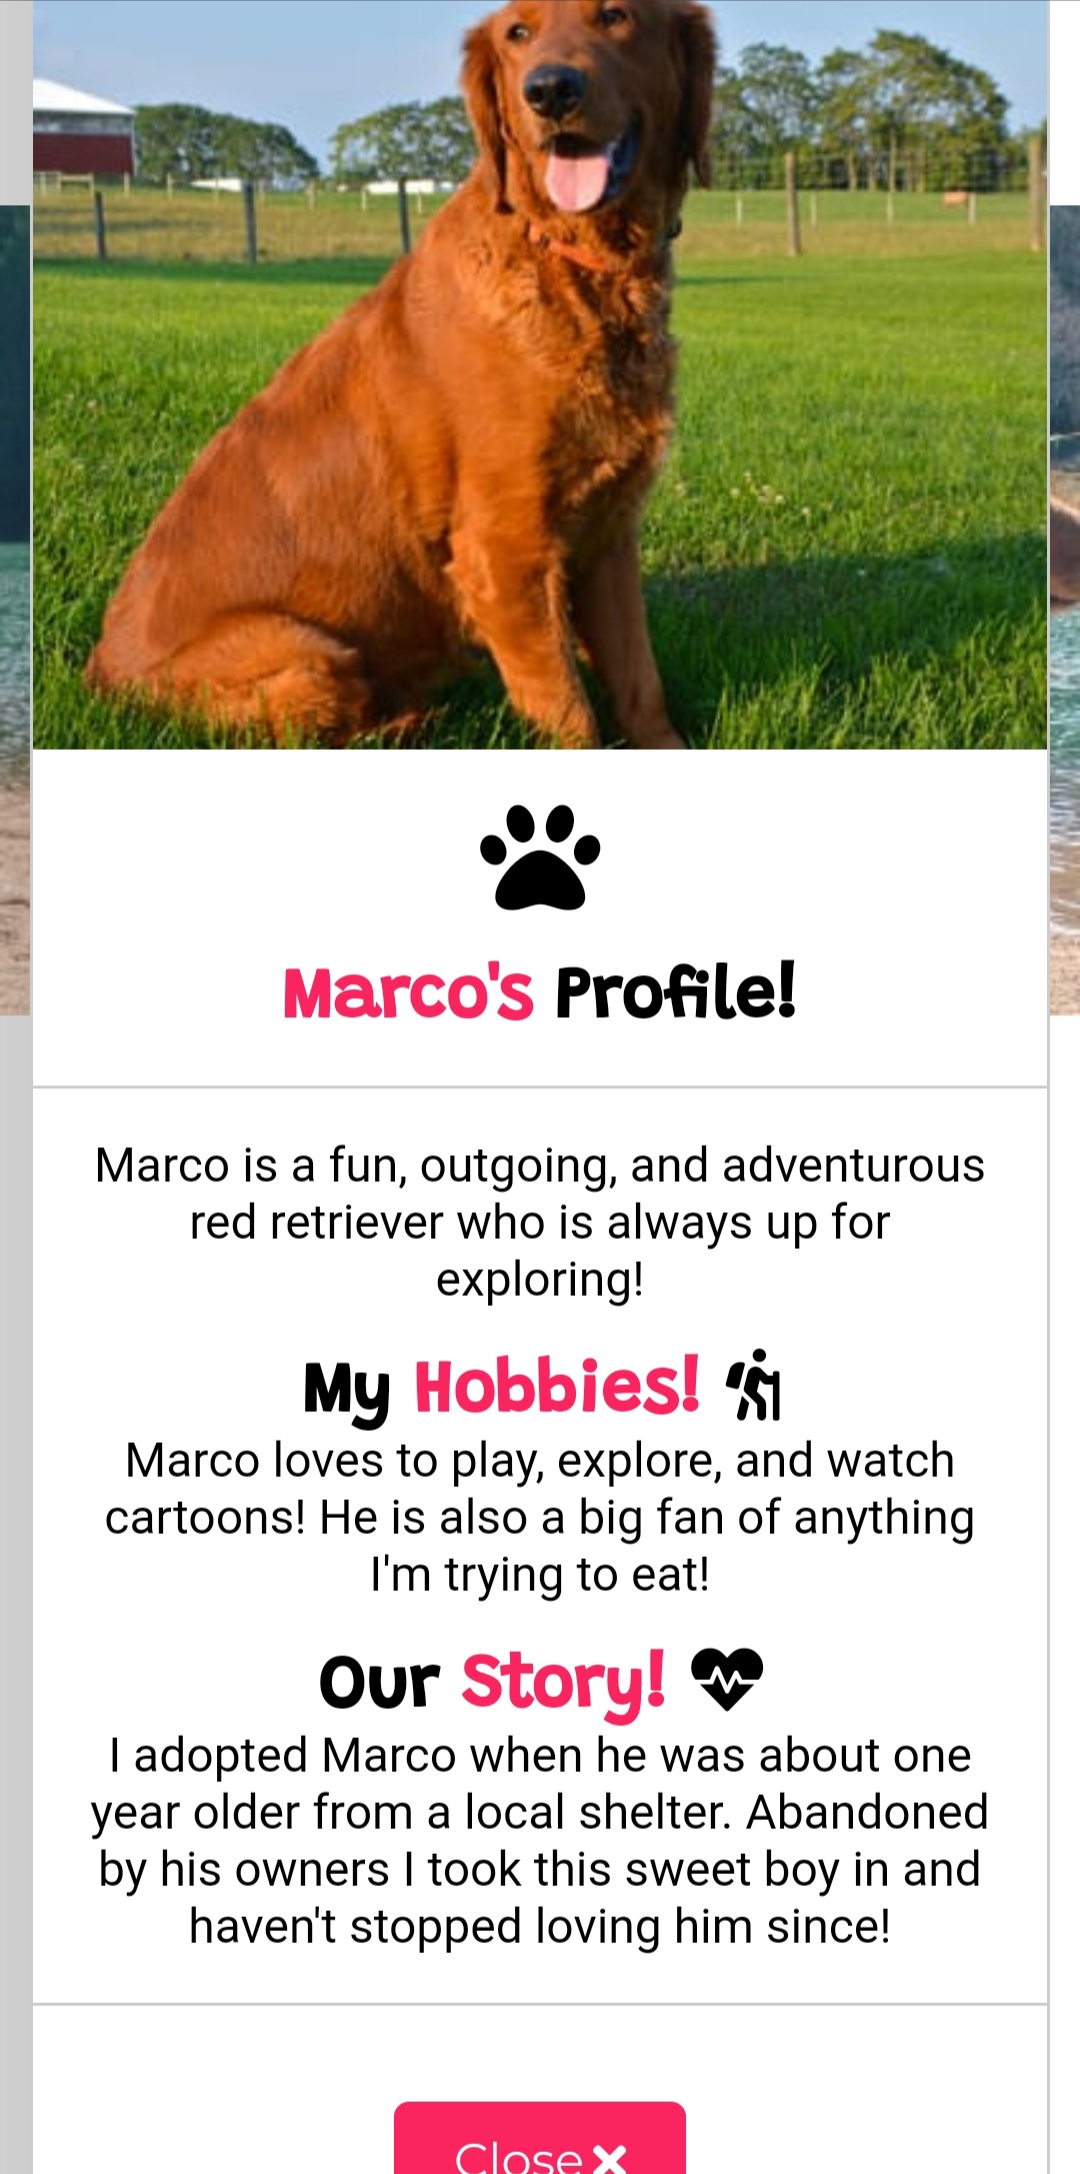 Marco's Profile!
Marco is a fun, outgoing, and adventurous
red retriever who is always up for
exploring!
My Hobbies!
Marco loves to play, explore, and watch
cartoons! He is also a big fan of anything
I'm trying to eat!
Our Story!
I adopted Marco when he was about one
year older from a local shelter. Abandoned
by his owners I took this sweet boy in and
haven't stopped loving him since!
Close